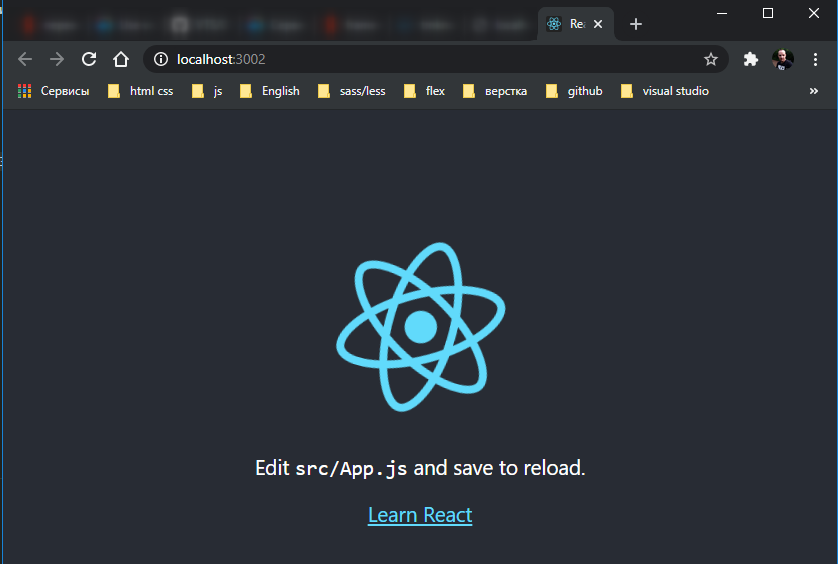 Rea
localhost:3002
Сервисы html css js English sass/less flex верстка github visual studio »
Edit src/App.js and save to reload.
Learn React